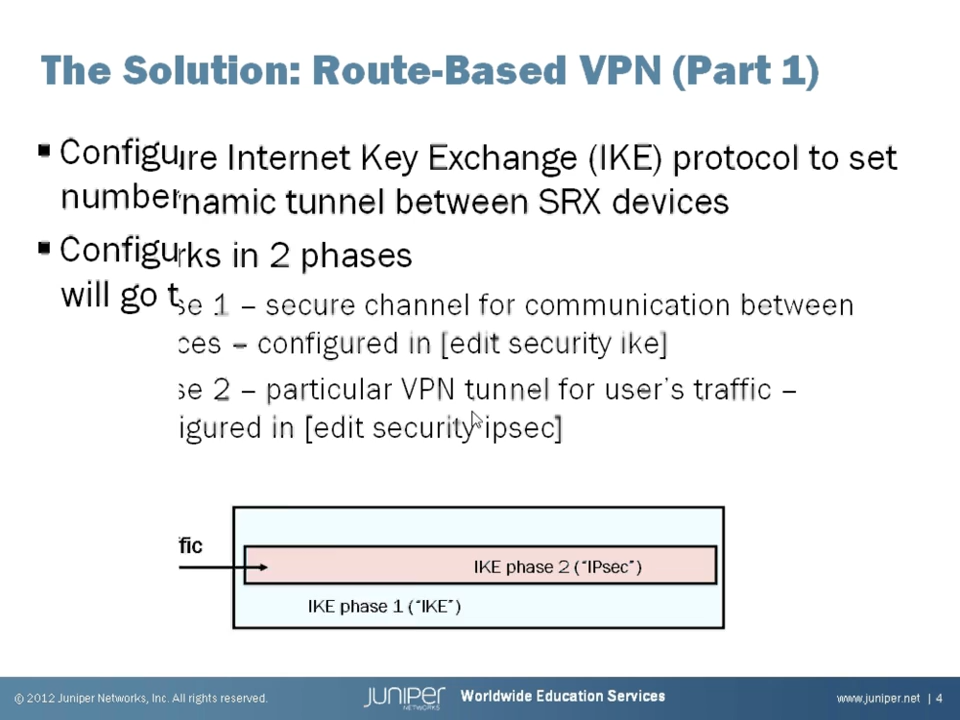 The Solution: Route-Based VPN (Part 1)
Configure Internet Key Exchange (IKE) protocol to set
number namic tunnel between SRX devices
Configu rks in 2 phases
will go t se 1 – secure channel for communication between
ces – configured in [edit security ike]
se 2 – particular VPN tunnel for user's traffic –
igured in [edit security ipsec]
fic
IKE phase 2 ("IPsec")
IKE phase 1 ("IKE")
© 2012 Juniper Networks, Inc. All rights reserved.
JUNIPER
NETWORKS
Worldwide Education Services
www.juniper.net | 4